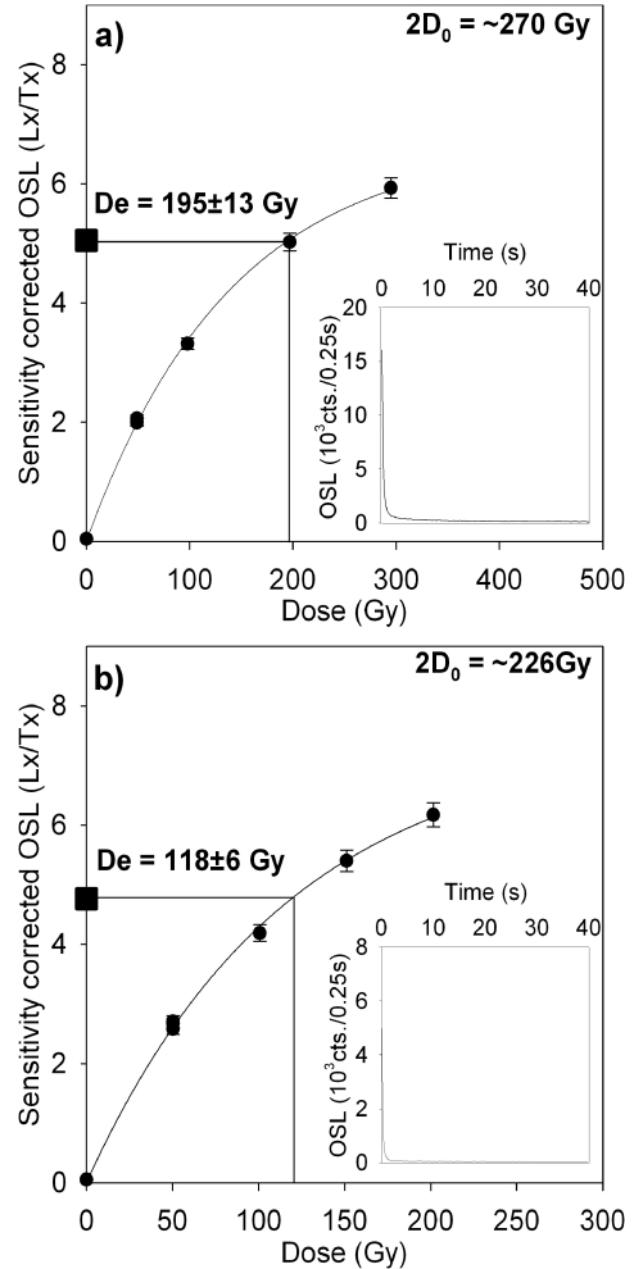 a)
2D₀ = ~270 Gy
Sensitivity corrected OSL (Lx/Tx)
8
6
4
2
0
De = 195±13 Gy
Time (s)
0 10 20 30 40
OSL (10³cts./0.25s)
20
15
10
5
0
0 100 200 300 400 500
Dose (Gy)
b)
2D₀ = ~226Gy
Sensitivity corrected OSL (Lx/Tx)
8
6
4
2
0
De = 118±6 Gy
Time (s)
0 10 20 30 40
OSL (10³cts./0.25s)
8
6
4
2
0
0 50 100 150 200 250 300
Dose (Gy)